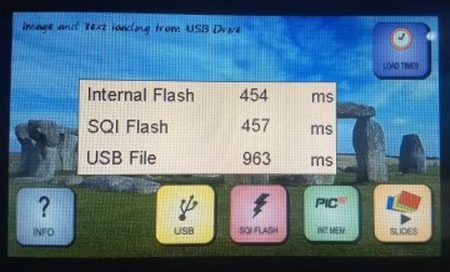 Image and Text loading from USB Drive
LOAD TIMES
Internal Flash 454 ms
SQI Flash 457 ms
USB File 963 ms
?
INFO
USB
SQI FLASH
PIC32
INT MEM
SLIDES